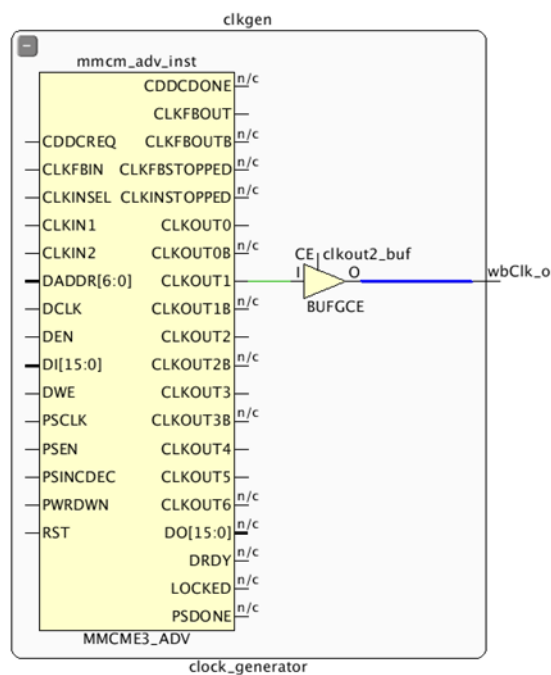 clkgen
mmcm_adv_inst
CDDCDONE n/c
CLKFBOUT
CDDCREQ CLKFBOUTB n/c
CLKFBIN CLKFBSTOPPED n/c
CLKINSEL CLKINSTOPPED n/c
CLKIN1 CLKOUT0
CLKIN2 CLKOUT0B n/c
CE clkout2_buf
DADDR[6:0] CLKOUT1 I O wbClk_o
BUFGCE
DCLK CLKOUT1B n/c
DEN CLKOUT2
DI[15:0] CLKOUT2B n/c
DWE CLKOUT3
PSCLK CLKOUT3B n/c
PSEN CLKOUT4
PSINCDEC CLKOUT5
PWRDWN CLKOUT6 n/c
RST DO[15:0] n/c
DRDY n/c
LOCKED n/c
PSDONE n/c
MMCME3_ADV
clock_generator